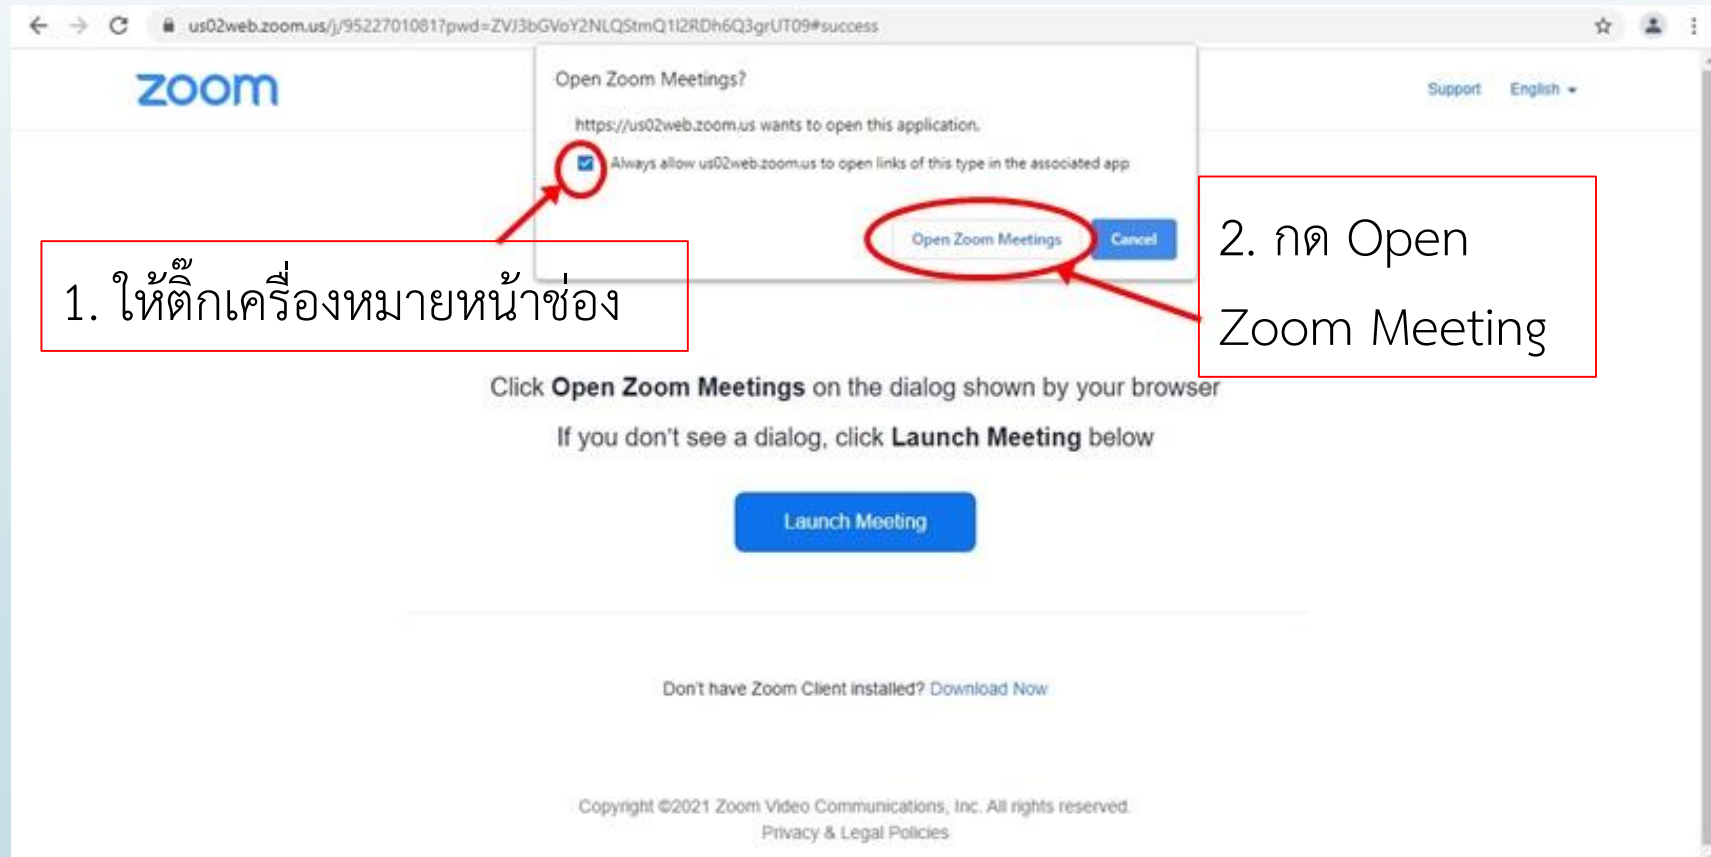 us02web.zoom.us/j/9522701081?pwd=ZVJ3bGVoY2NLQStmQ1l2RDh6Q3grUT09#success
zoom
Support English
Open Zoom Meetings?
https://us02web.zoom.us wants to open this application.
Always allow us02web.zoom.us to open links of this type in the associated app
Open Zoom Meetings Cancel
1. ให้ติ๊กเครื่องหมายหน้าช่อง
2. กด Open
Zoom Meeting
Click Open Zoom Meetings on the dialog shown by your browser
If you don't see a dialog, click Launch Meeting below
Launch Meeting
Don't have Zoom Client installed? Download Now
Copyright ©2021 Zoom Video Communications, Inc. All rights reserved.
Privacy & Legal Policies